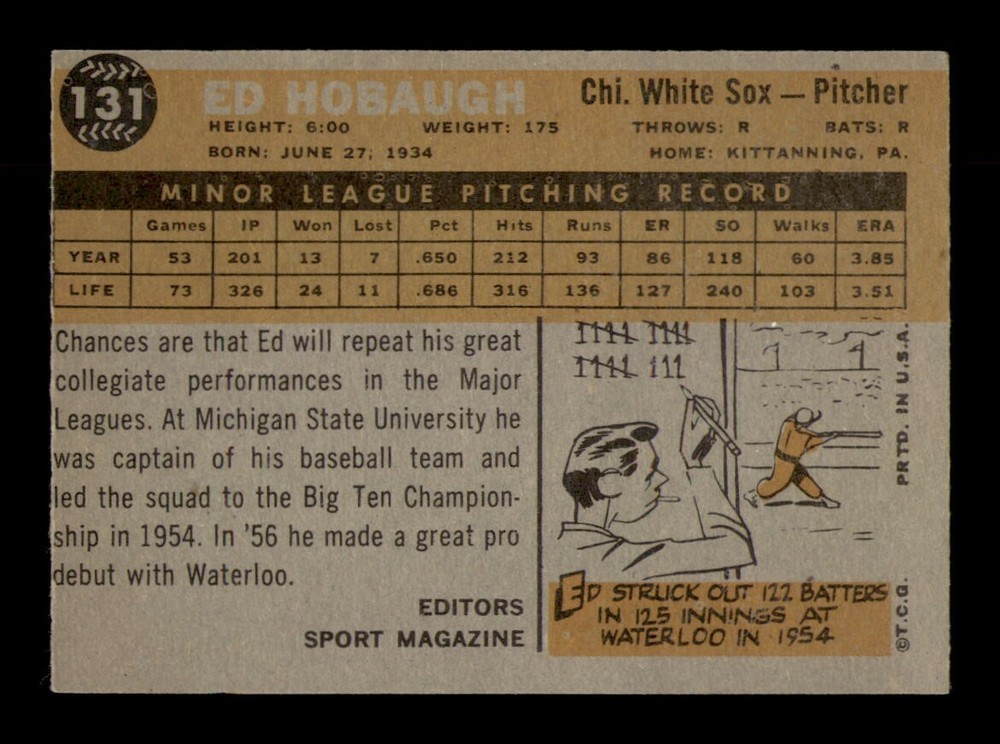 131
ED HOBAUGH
Chi. White Sox — Pitcher
HEIGHT: 6:00 WEIGHT: 175 THROWS: R BATS: R
BORN: JUNE 27, 1934 HOME: KITTANNING, PA.
MINOR LEAGUE PITCHING RECORD
Games IP Won Lost Pct Hits Runs ER SO Walks ERA
YEAR 53 201 13 7 .650 212 93 86 118 60 3.85
LIFE 73 326 24 11 .686 316 136 127 240 103 3.51
Chances are that Ed will repeat his great
collegiate performances in the Major
Leagues. At Michigan State University he
was captain of his baseball team and
led the squad to the Big Ten Champion-
ship in 1954. In '56 he made a great pro
debut with Waterloo.
EDITORS
SPORT MAGAZINE
ED STRUCK OUT 122 BATTERS
IN 125 INNINGS AT
WATERLOO IN 1954
PRTD. IN U.S.A.
©T.C.G.